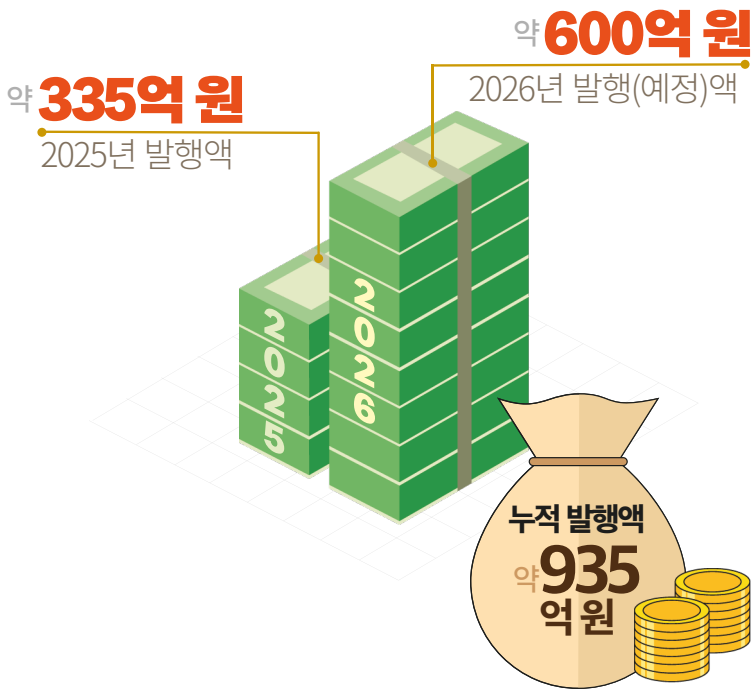 약 600억 원
2026년 발행(예정)액
약 335억 원
2025년 발행액
2025
2026
누적 발행액
약 935
억 원